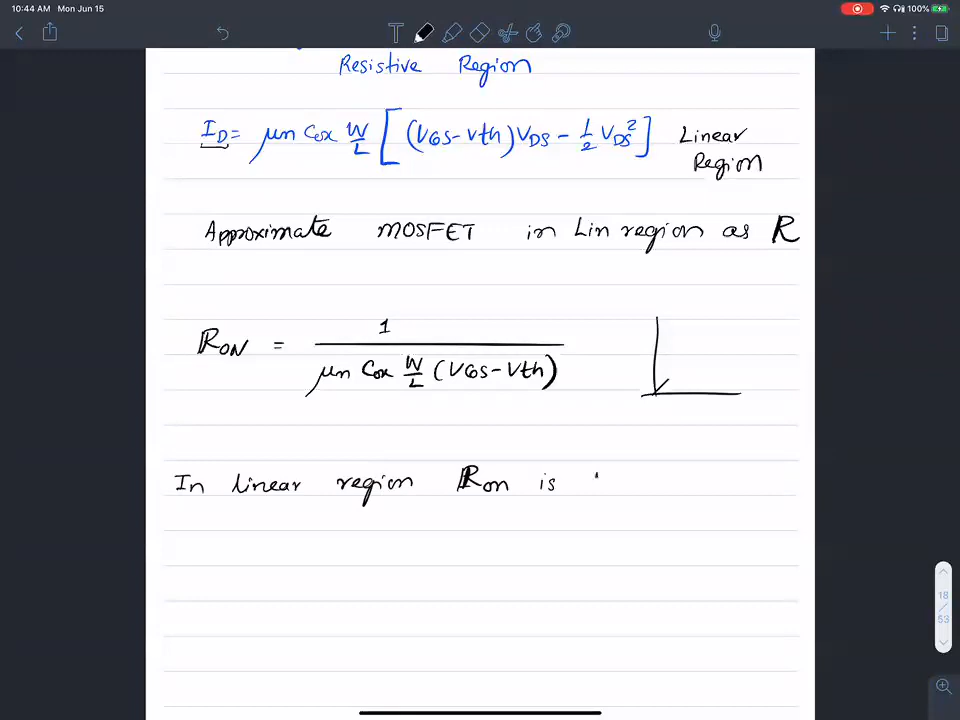 10:44 AM Mon Jun 15
100%
Resistive Region
I_D = μn Cox W/L [(VGS-Vth)VDS - 1/2 VDS²] Linear Region
Approximate MOSFET in Lin region as R
RON = 1 / μn Cox W/L (VGS-Vth)
In linear region Ron is
18
/
53